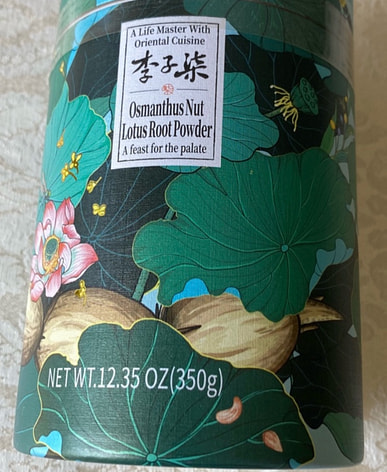 A Life Master With
Oriental Cuisine
李子柒
Osmanthus Nut
Lotus Root Powder
A feast for the palate
NET WT.12.35 OZ(350g)